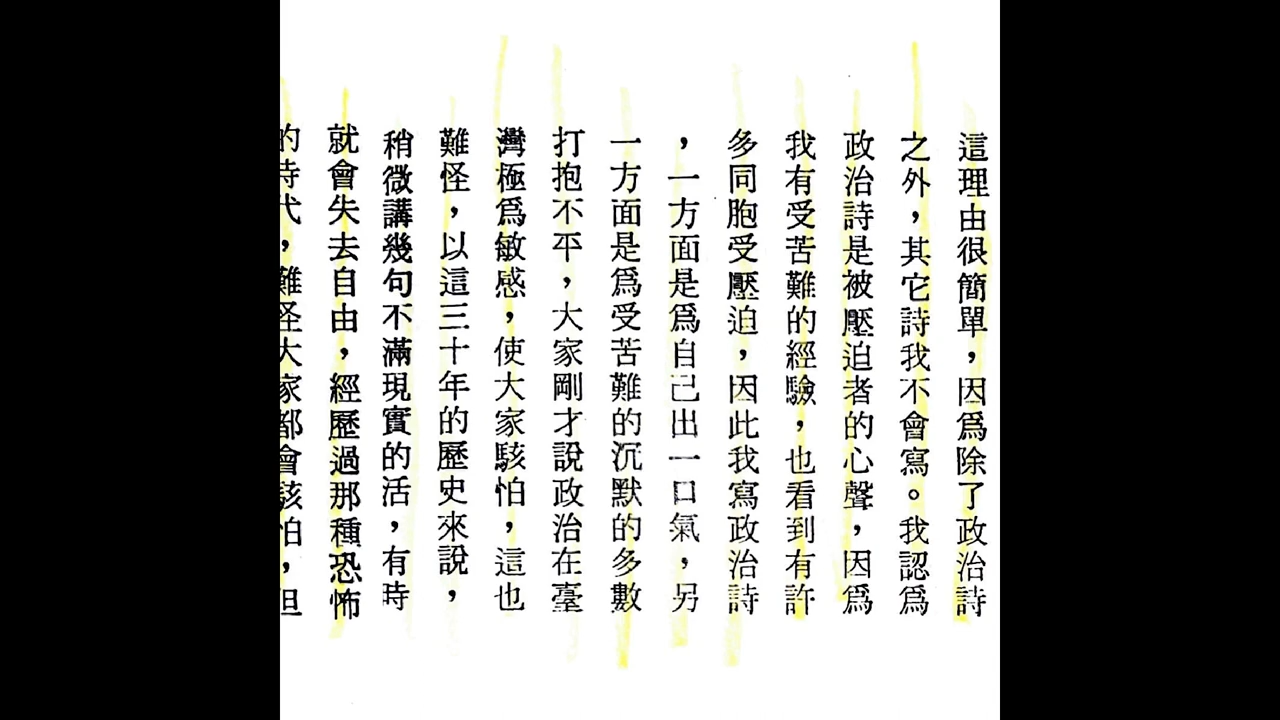 這理由很簡單，因爲除了政治詩
之外，其它詩我不會寫。我認爲
政治詩是被壓迫者的心聲，因爲
我有受苦難的經驗，也看到有許
多同胞受壓迫，因此我寫政治詩
，一方面是爲自己出一口氣，另
一方面是爲受苦難的沉默的多數
打抱不平，大家剛才說政治在臺
灣極爲敏感，使大家駭怕，這也
難怪，以這三十年的歷史來說，
稍微講幾句不滿現實的活，有時
就會失去自由，經歷過那種恐怖
的時代，難怪大家都會駭怕，但